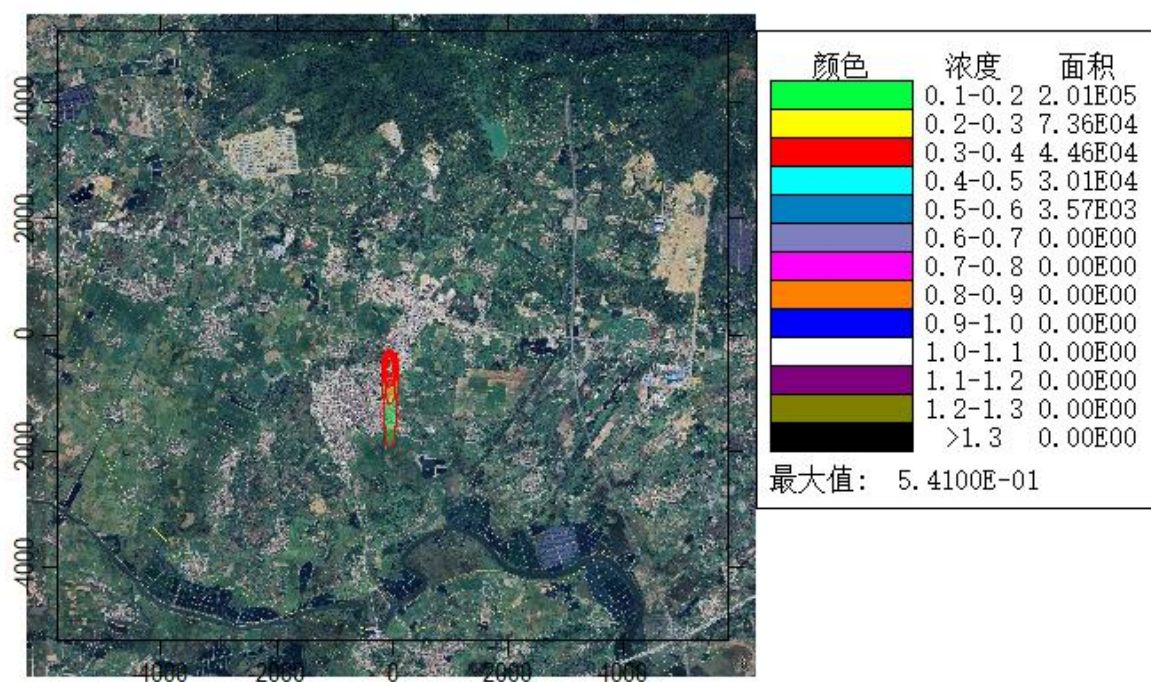 颜色 浓度 面积
0.1-0.2 2.01E05
0.2-0.3 7.36E04
0.3-0.4 4.46E04
0.4-0.5 3.01E04
0.5-0.6 3.57E03
0.6-0.7 0.00E00
0.7-0.8 0.00E00
0.8-0.9 0.00E00
0.9-1.0 0.00E00
1.0-1.1 0.00E00
1.1-1.2 0.00E00
1.2-1.3 0.00E00
>1.3 0.00E00
最大值: 5.4100E-01
4000
2000
0
2000
4000
4000 2000 0 2000 4000